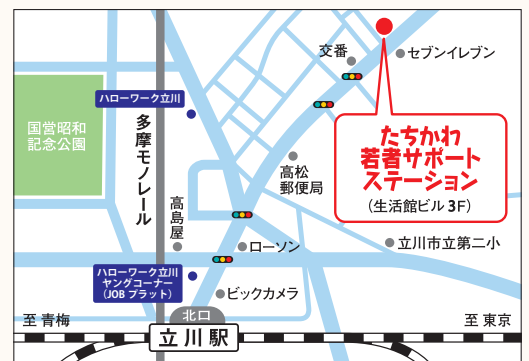 交番
セブンイレブン
ハローワーク立川
国営昭和
記念公園
多摩モノレール
たちかわ
若者サポート
ステーション
(生活館ビル 3F)
高松
郵便局
高島屋
ローソン
立川市立第二小
ハローワーク立川
ヤングコーナー
(JOB プラット)
ビックカメラ
至 青梅
北口
至 東京
立川駅